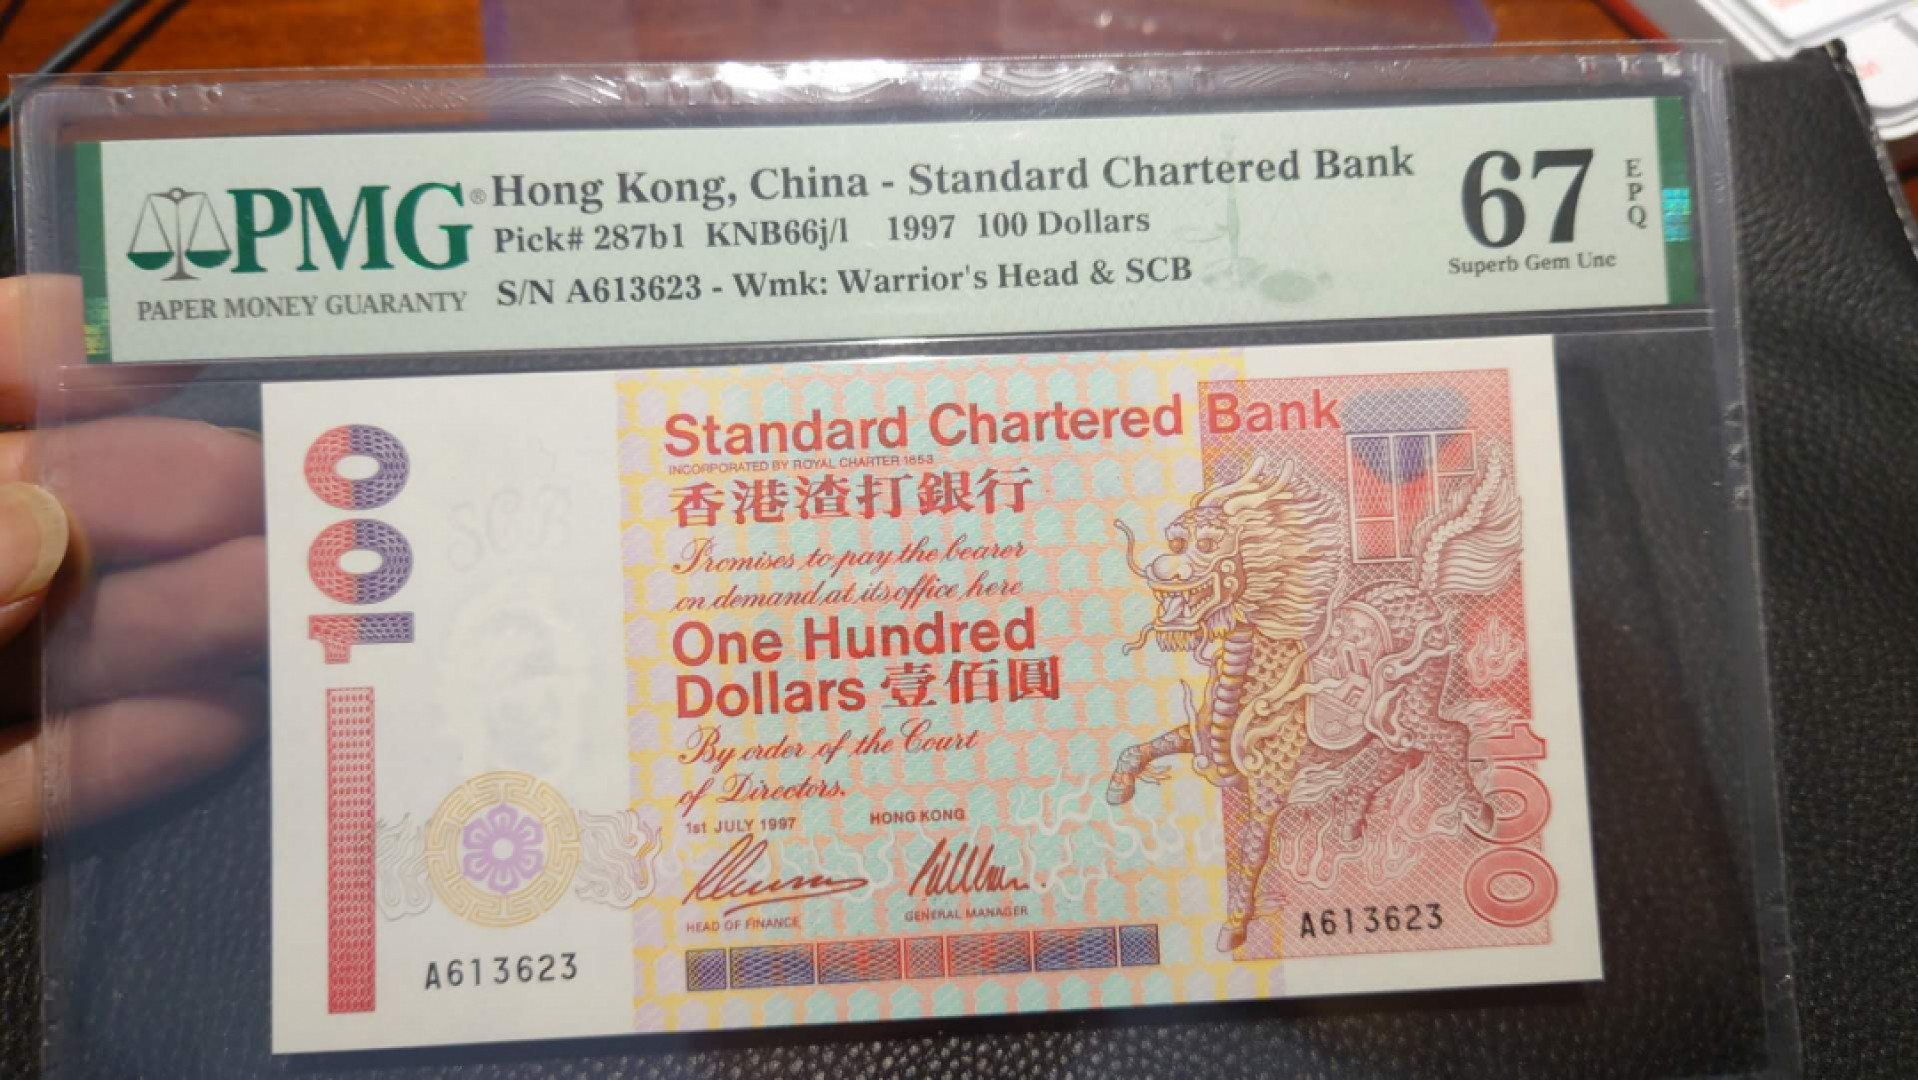 PMG®
PAPER MONEY GUARANTY
Hong Kong, China - Standard Chartered Bank
Pick# 287b1 KNB66j/l 1997 100 Dollars
S/N A613623 - Wmk: Warrior's Head & SCB
67
EPQ
Superb Gem Unc
100
SCB
Standard Chartered Bank
INCORPORATED BY ROYAL CHARTER 1853
香港渣打銀行
Promises to pay the bearer
on demand at its office here
One Hundred
Dollars 壹佰圓
By order of the Court
of Directors.
1st JULY 1997 HONG KONG
HEAD OF FINANCE GENERAL MANAGER
A613623
A613623
100